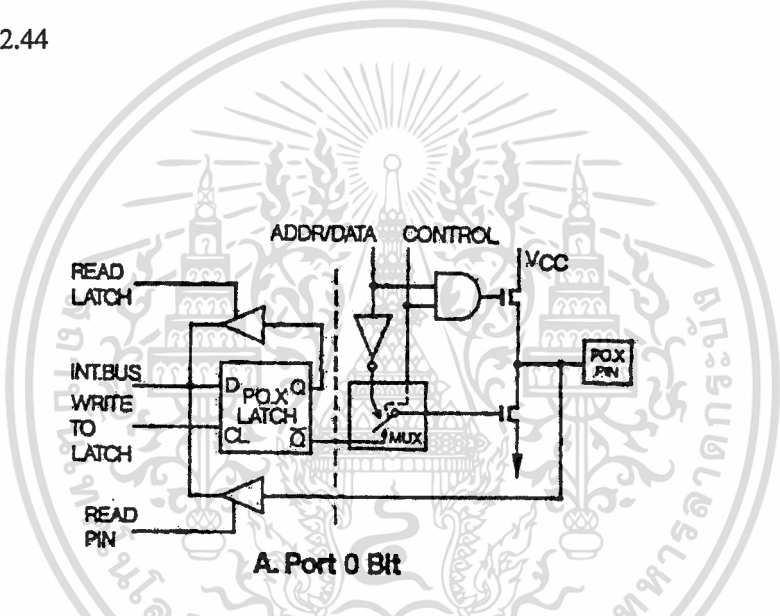 2.44
ADDR/DATA
CONTROL
VCC
READ
LATCH
INT.BUS
WRITE
TO
LATCH
D
P0.X
LATCH
Q
CL
Q̅
MUX
P0.X
PIN
READ
PIN
A. Port 0 Bit